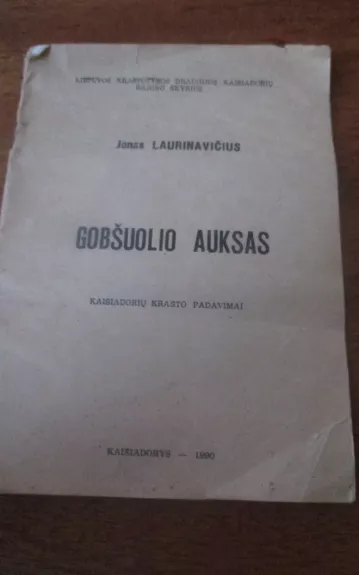 LIETUVOS KRAŠTOTYROS DRAUGIJOS KAIŠIADORIŲ
RAJONO SKYRIUS
Jonas LAURINAVIČIUS
GOBŠUOLIO AUKSAS
KAIŠIADORIŲ KRAŠTO PADAVIMAI
KAIŠIADORYS — 1990